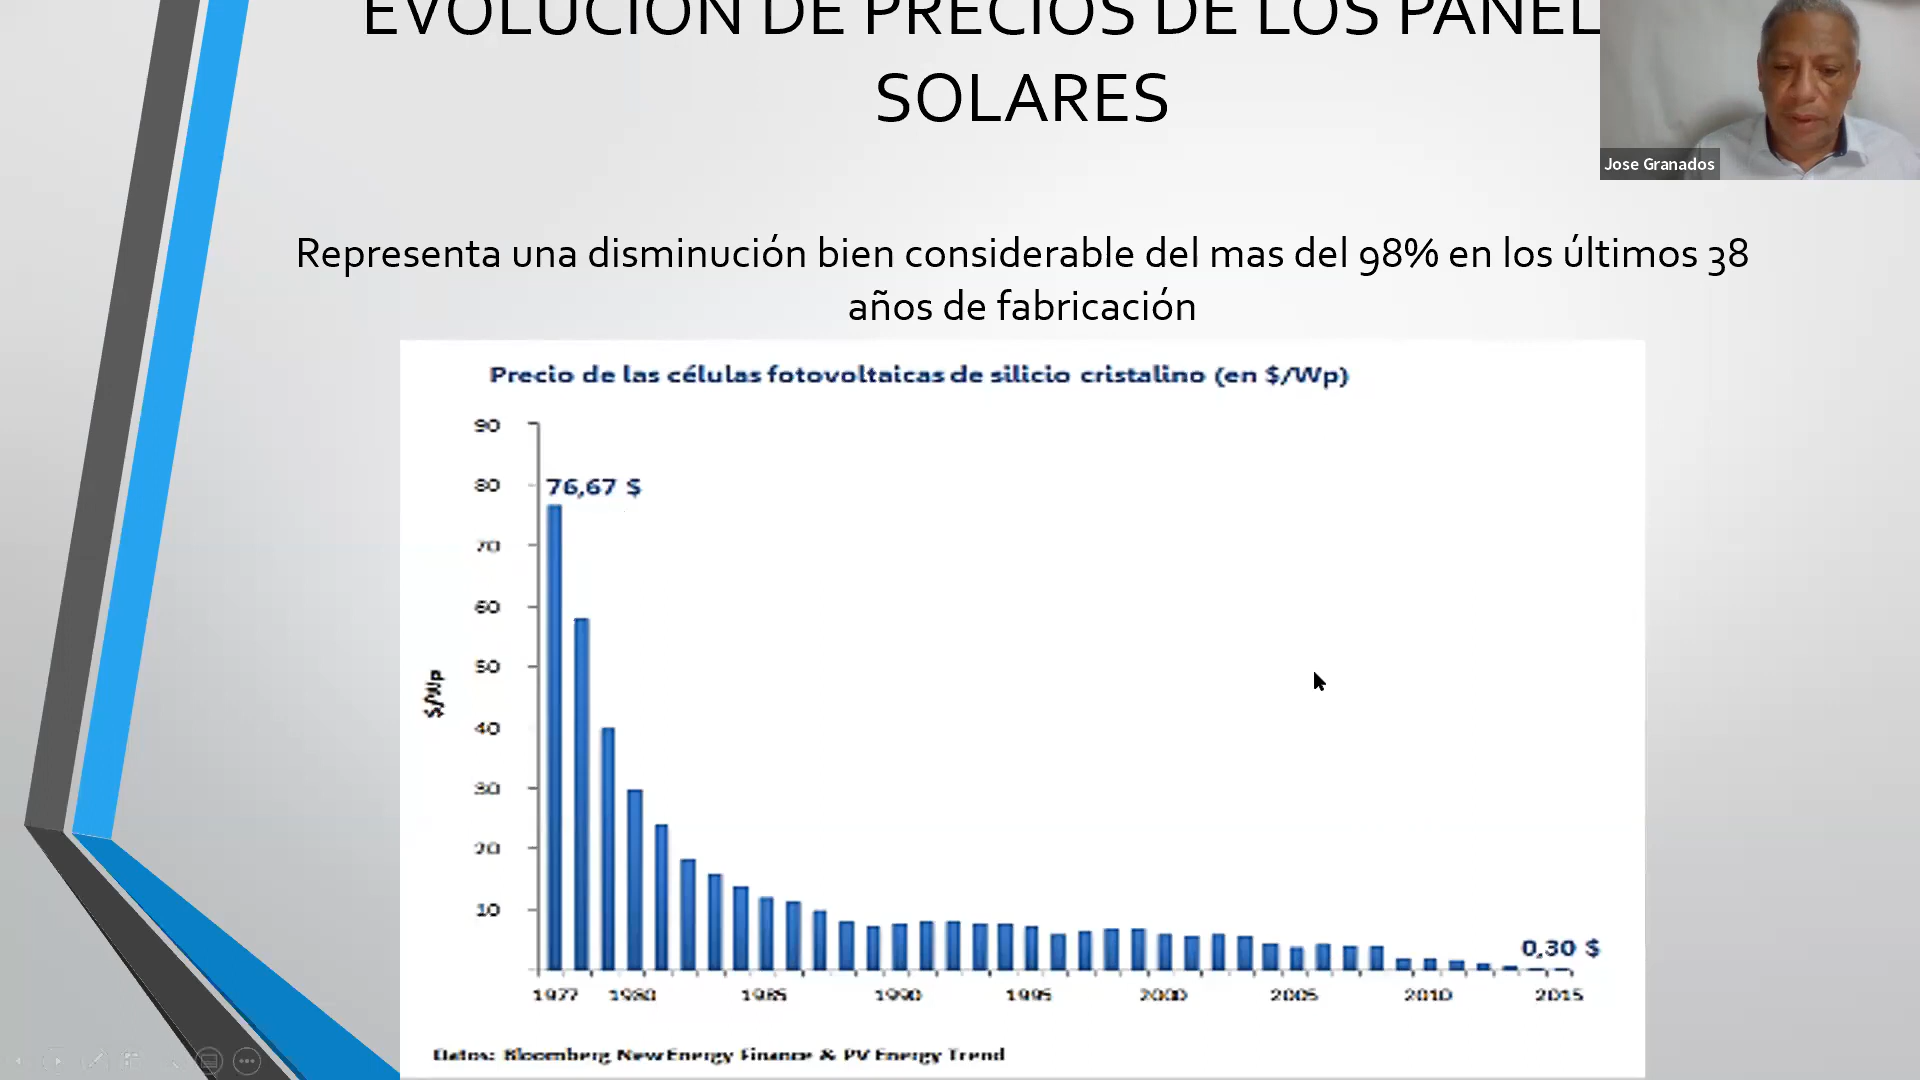 EVOLUCION DE PRECIOS DE LOS PANEL
SOLARES
Jose Granados
Representa una disminución bien considerable del mas del 98% en los últimos 38
años de fabricación
Precio de las células fotovoltaicas de silicio cristalino (en $/Wp)
90
76,67 $
80
70
60
50
$/Wp
40
30
20
10
0,30 $
1977 1980 1985 1990 1995 2000 2005 2010 2015
Datos: Bloomberg New Energy Finance & PV Energy Trend